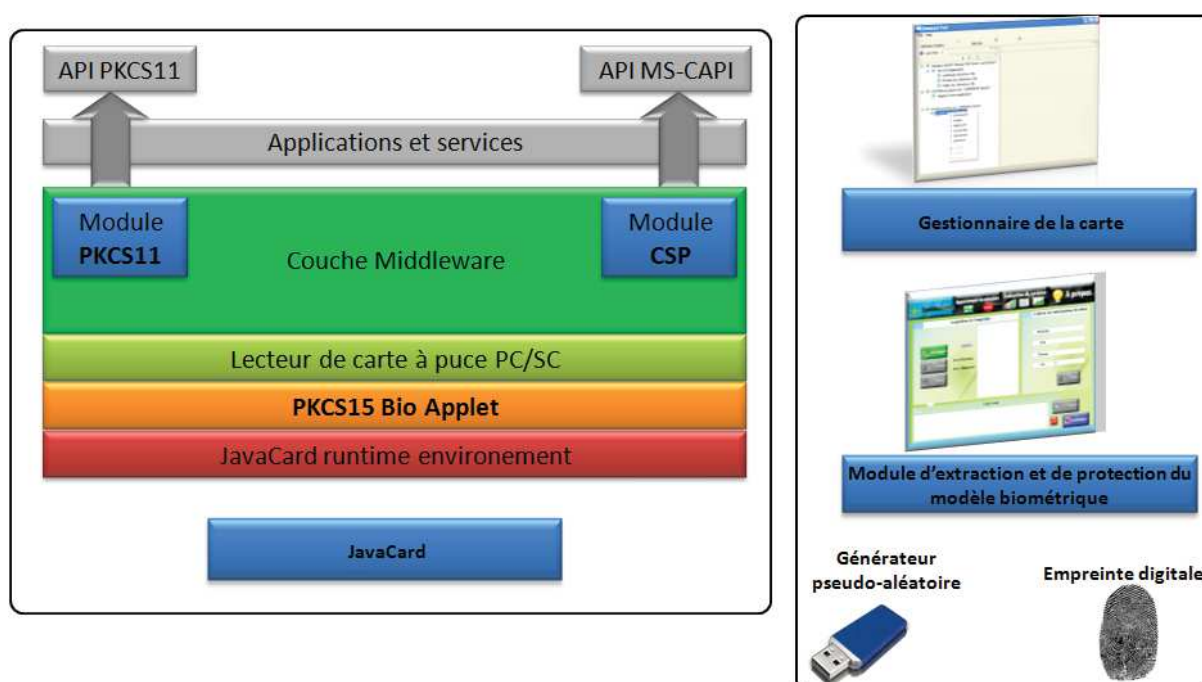 API PKCS11
API MS-CAPI
Applications et services
Module
PKCS11
Couche Middleware
Module
CSP
Lecteur de carte à puce PC/SC
PKCS15 Bio Applet
JavaCard runtime environement
JavaCard
Gestionnaire de la carte
À propos
Module d'extraction et de protection du
modèle biométrique
Générateur
pseudo-aléatoire
Empreinte digitale